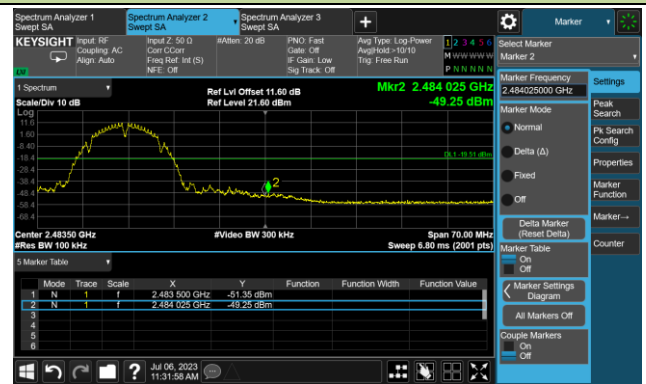 Spectrum Analyzer 1
Swept SA
Spectrum Analyzer 2
Swept SA
Spectrum Analyzer 3
Swept SA
+
Marker
KEYSIGHT
Input: RF
Coupling: AC
Align: Auto
Input Z: 50 Ω
Corr CCorr
Freq Ref: Int (S)
NFE: Off
#Atten: 20 dB
PNO: Fast
Gate: Off
IF Gain: Low
Sig Track: Off
Avg Type: Log-Power
Avg|Hold:>10/10
Trig: Free Run
1 2 3 4 5 6
M W W W W W
P N N N N N
1 Spectrum
Scale/Div 10 dB
Log
Ref Lvl Offset 11.60 dB
Ref Level 21.60 dBm
Mkr2 2.484 025 GHz
-49.25 dBm
11.6
1.60
-8.40
-18.4
-28.4
-38.4
-48.4
-58.4
-68.4
DL1 -19.51 dBm
2
Center 2.48350 GHz
#Res BW 100 kHz
#Video BW 300 kHz
Span 70.00 MHz
Sweep 6.80 ms (2001 pts)
5 Marker Table
Mode Trace Scale X Y Function Function Width Function Value
1 N 1 f 2.483 500 GHz -51.35 dBm
2 N 1 f 2.484 025 GHz -49.25 dBm
3
4
5
6
Select Marker
Marker 2
Marker Frequency
2.484025000 GHz
Marker Mode
Normal
Delta (Δ)
Fixed
Off
Delta Marker
(Reset Delta)
Marker Table
On
Off
Marker Settings
Diagram
All Markers Off
Couple Markers
On
Off
Settings
Peak
Search
Pk Search
Config
Properties
Marker
Function
Marker→
Counter
?
Jul 06, 2023
11:31:58 AM